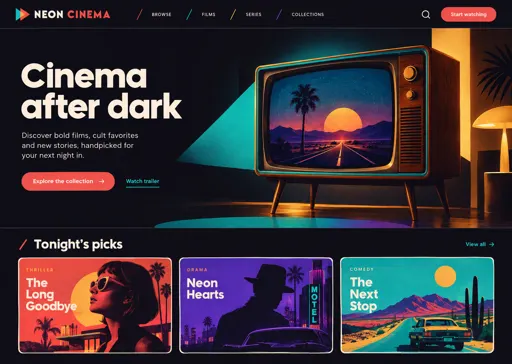 NEON CINEMA
BROWSE
FILMS
SERIES
COLLECTIONS
Start watching
Cinema
after dark
Discover bold films, cult favorites
and new stories, handpicked for
your next night in.
Explore the collection →
Watch trailer
Tonight's picks
View all →
THRILLER
The
Long
Goodbye
DRAMA
Neon
Hearts
MOTEL
COMEDY
The
Next
Stop